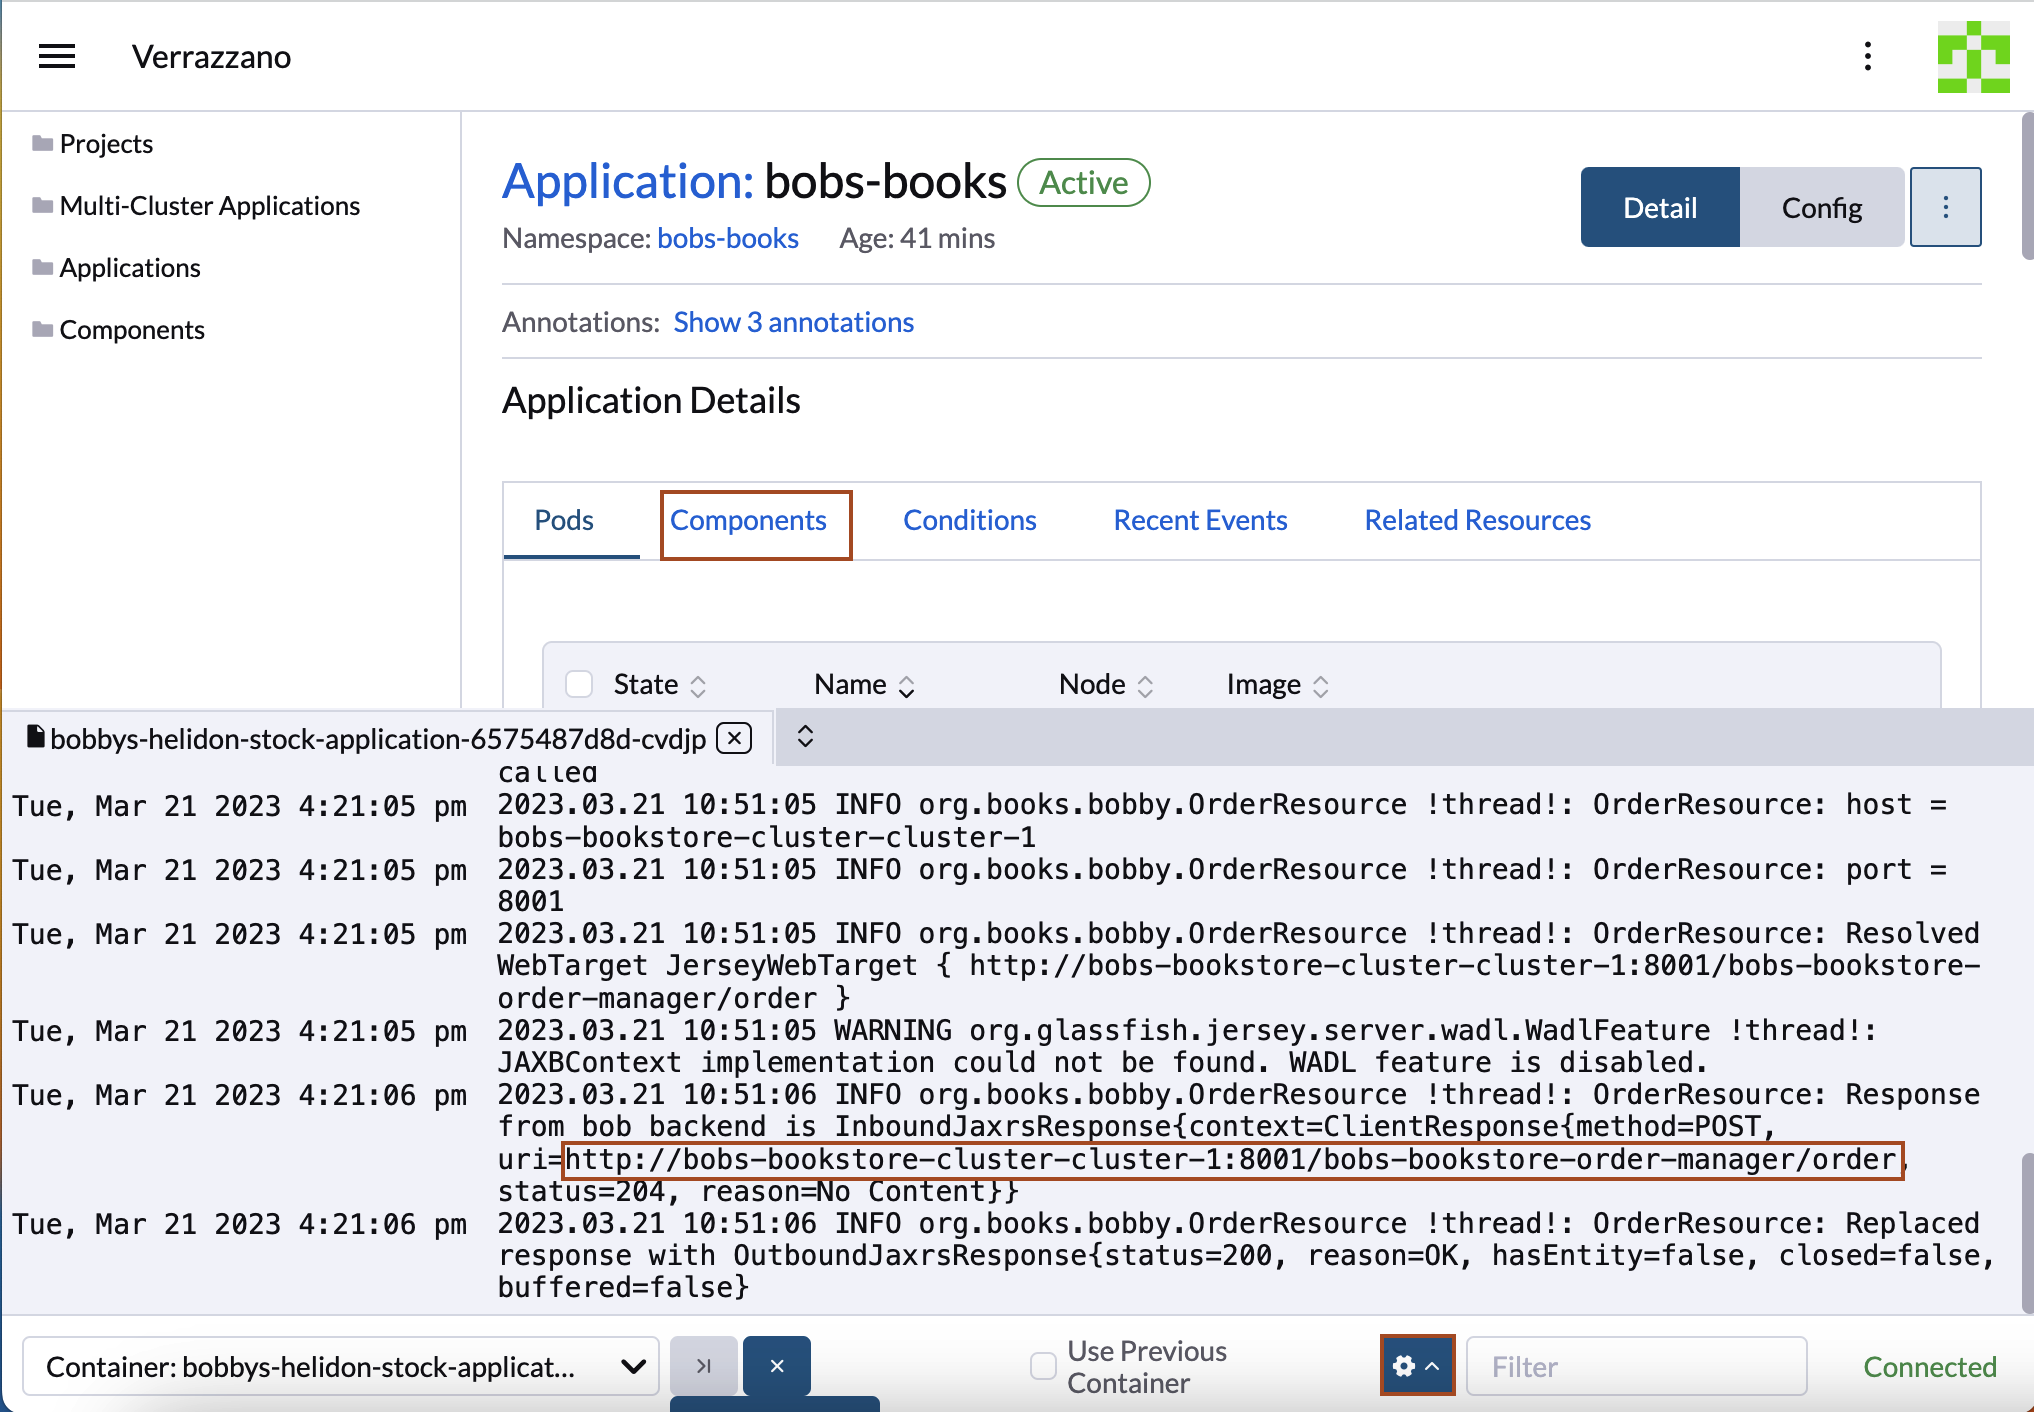 Verrazzano
Projects
Multi-Cluster Applications
Applications
Components
Application: bobs-books Active
Namespace: bobs-books Age: 41 mins
Detail Config
Annotations: Show 3 annotations
Application Details
Pods Components Conditions Recent Events Related Resources
State Name Node Image
bobbys-helidon-stock-application-6575487d8d-cvdjp
called
Tue, Mar 21 2023 4:21:05 pm 2023.03.21 10:51:05 INFO org.books.bobby.OrderResource !thread!: OrderResource: host =
bobs-bookstore-cluster-cluster-1
Tue, Mar 21 2023 4:21:05 pm 2023.03.21 10:51:05 INFO org.books.bobby.OrderResource !thread!: OrderResource: port =
8001
Tue, Mar 21 2023 4:21:05 pm 2023.03.21 10:51:05 INFO org.books.bobby.OrderResource !thread!: OrderResource: Resolved
WebTarget JerseyWebTarget { http://bobs-bookstore-cluster-cluster-1:8001/bobs-bookstore-
order-manager/order }
Tue, Mar 21 2023 4:21:05 pm 2023.03.21 10:51:05 WARNING org.glassfish.jersey.server.wadl.WadlFeature !thread!:
JAXBContext implementation could not be found. WADL feature is disabled.
Tue, Mar 21 2023 4:21:06 pm 2023.03.21 10:51:06 INFO org.books.bobby.OrderResource !thread!: OrderResource: Response
from bob backend is InboundJaxrsResponse{context=ClientResponse{method=POST,
uri=http://bobs-bookstore-cluster-cluster-1:8001/bobs-bookstore-order-manager/order,
status=204, reason=No Content}}
Tue, Mar 21 2023 4:21:06 pm 2023.03.21 10:51:06 INFO org.books.bobby.OrderResource !thread!: OrderResource: Replaced
response with OutboundJaxrsResponse{status=200, reason=OK, hasEntity=false, closed=false,
buffered=false}
Container: bobbys-helidon-stock-applicat...
Use Previous
Container
Filter
Connected